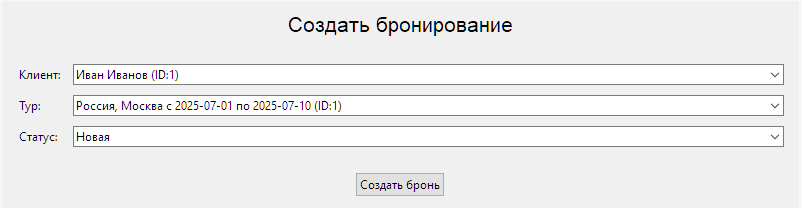 Создать бронирование
Клиент: Иван Иванов (ID:1)
Тур: Россия, Москва с 2025-07-01 по 2025-07-10 (ID:1)
Статус: Новая
Создать бронь